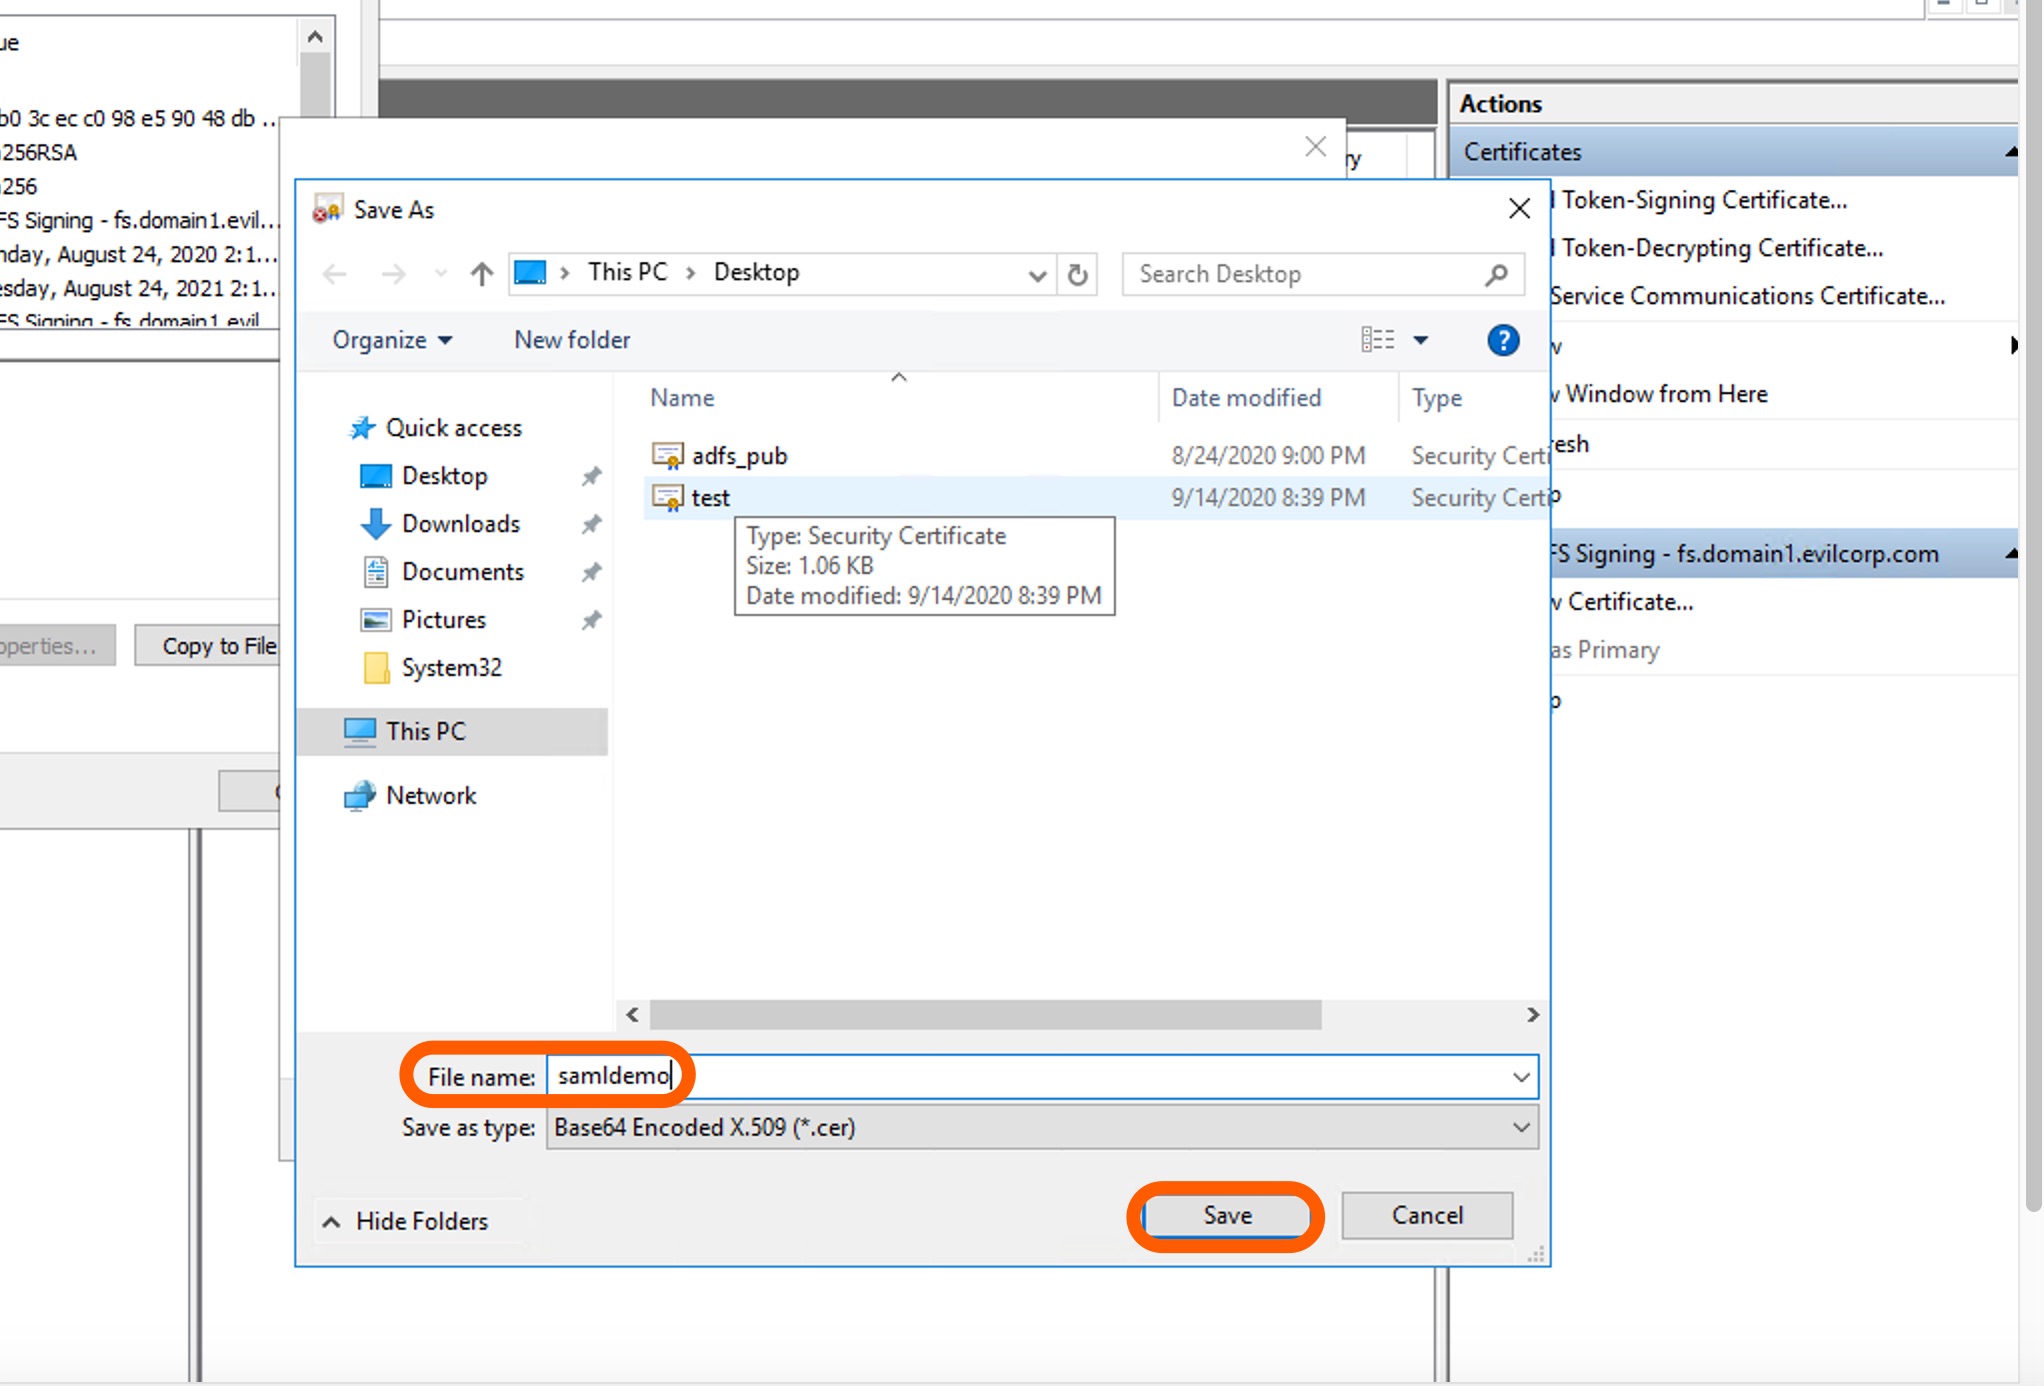 ue
b0 3c ec c0 98 e5 90 48 db ...
256RSA
256
FS Signing - fs.domain1.evil...
nday, August 24, 2020 2:1...
esday, August 24, 2021 2:1...
FS Signing - fs.domain1.evil
operties...
Copy to File
ry
Save As
This PC
Desktop
Search Desktop
Organize
New folder
?
Name
Date modified
Type
Quick access
Desktop
Downloads
Documents
Pictures
System32
This PC
Network
adfs_pub
8/24/2020 9:00 PM
Security Certi
test
9/14/2020 8:39 PM
Security Certi
Type: Security Certificate
Size: 1.06 KB
Date modified: 9/14/2020 8:39 PM
File name:
samldemo
Save as type:
Base64 Encoded X.509 (*.cer)
Hide Folders
Save
Cancel
Actions
Certificates
Token-Signing Certificate...
Token-Decrypting Certificate...
Service Communications Certificate...
w
w Window from Here
esh
p
FS Signing - fs.domain1.evilcorp.com
w Certificate...
as Primary
p